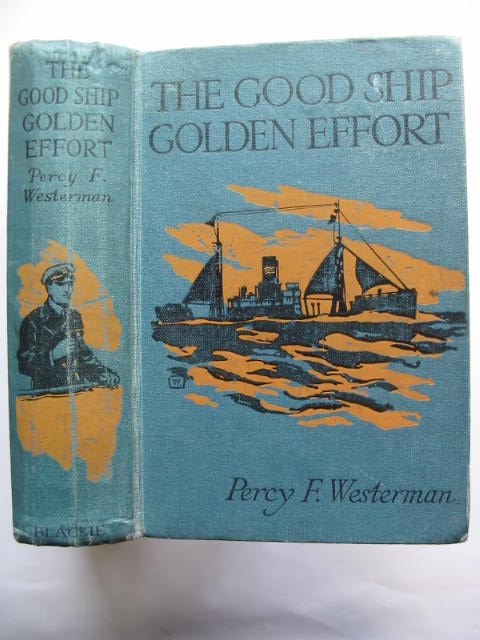 THE
GOOD SHIP
GOLDEN
EFFORT
Percy F.
Westerman
BLACKIE
THE GOOD SHIP
GOLDEN EFFORT
Percy F. Westerman